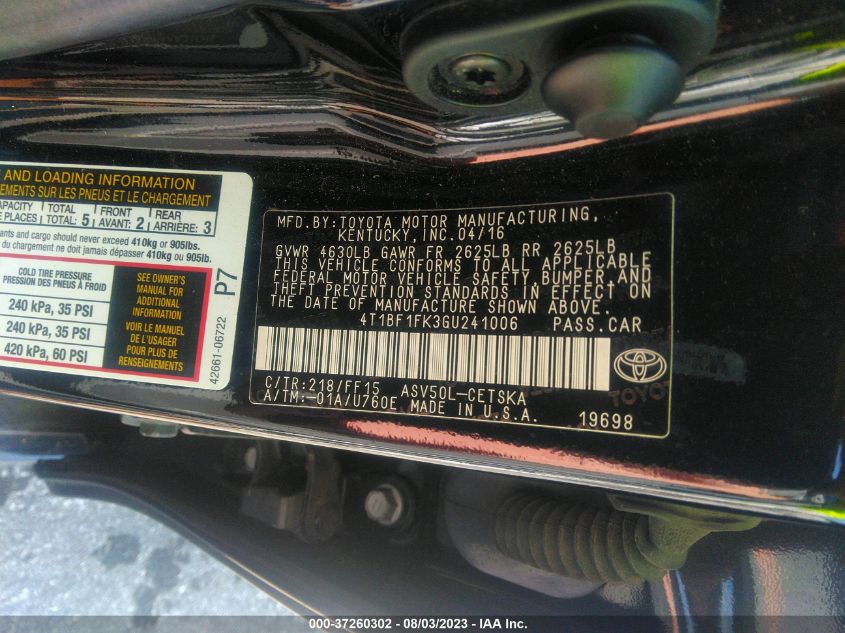 E AND LOADING INFORMATION
EMENTS SUR LES PNEUS ET LE CHARGEMENT
CAPACITY TOTAL FRONT REAR
E PLACES TOTAL: 5 AVANT: 2 ARRIÈRE: 3
ants and cargo should never exceed 410kg or 905lbs.
du chargement ne doit jamais dépasser 410kg ou 905lb.
COLD TIRE PRESSURE
PRESSION DES PNEUS À FROID
240 kPa, 35 PSI
240 kPa, 35 PSI
420 kPa, 60 PSI
SEE OWNER'S
MANUAL FOR
ADDITIONAL
INFORMATION
VOIR LE MANUEL
DE L'USAGER
POUR PLUS DE
RENSEIGNEMENTS
P7
42661-06722
MFD.BY:TOYOTA MOTOR MANUFACTURING,
KENTUCKY, INC.04/16
GVWR 4630LB GAWR FR 2625LB RR 2625LB
THIS VEHICLE CONFORMS TO ALL APPLICABLE
FEDERAL MOTOR VEHICLE SAFETY, BUMPER, AND
THEFT PREVENTION STANDARDS IN EFFECT ON
THE DATE OF MANUFACTURE SHOWN ABOVE.
4T1BF1FK3GU241006 PASS.CAR
C/TR:218/FF15 ASV50L-CETSKA
A/TM:-01A/U760E MADE IN U.S.A. 19698
TOYOTA
000-37260302 - 08/03/2023 - IAA Inc.